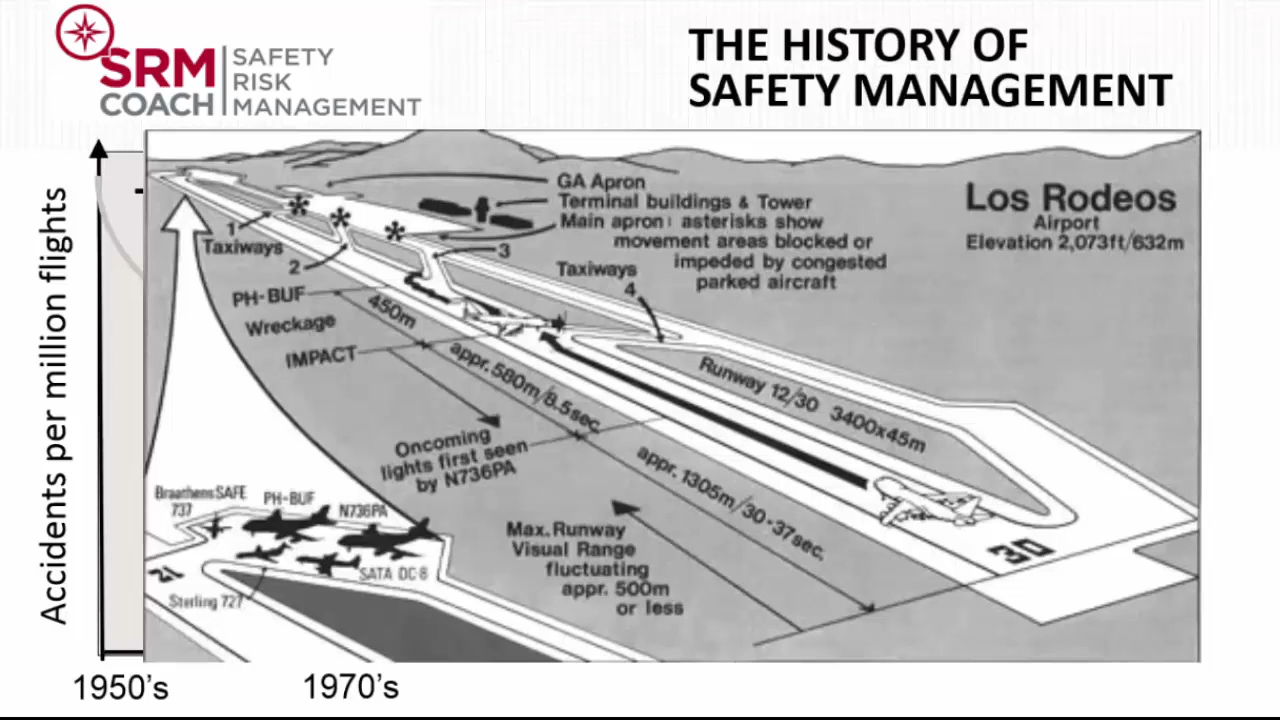 SRM
COACH
SAFETY
RISK
MANAGEMENT
THE HISTORY OF
SAFETY MANAGEMENT
Accidents per million flights
1950's
1970's
Los Rodeos
Airport
Elevation 2,073ft/632m
GA Apron
Terminal buildings & Tower
Main apron: asterisks show
movement areas blocked or
impeded by congested
parked aircraft
1
Taxiways
2
3
Taxiways
4
PH-BUF
Wreckage
IMPACT
450m
appr. 580m/8.5sec.
Runway 12/30 3400x45m
Oncoming
lights first seen
by N736PA
appr. 1305m/30-37sec.
Max. Runway
Visual Range
fluctuating
appr. 500m
or less
30
Braathens SAFE
737
PH-BUF
N736PA
SATA DC-8
Sterling 727
12